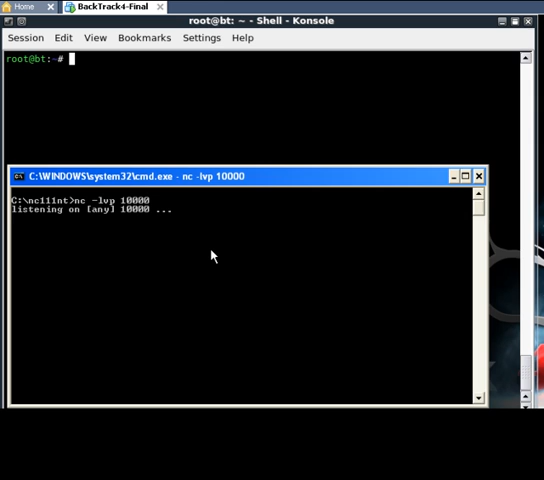 Home
BackTrack4-Final
root@bt: ~ - Shell - Konsole
Session Edit View Bookmarks Settings Help
root@bt:~#
C:\WINDOWS\system32\cmd.exe - nc -lvp 10000
C:\nc111nt>nc -lvp 10000
listening on [any] 10000 ...